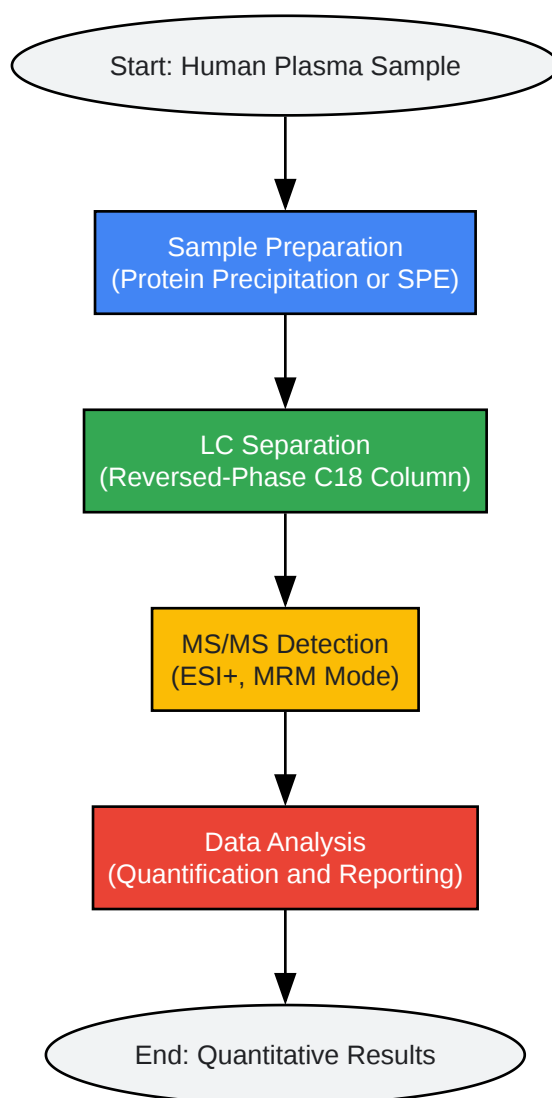 Start: Human Plasma Sample
Sample Preparation
(Protein Precipitation or SPE)
LC Separation
(Reversed-Phase C18 Column)
MS/MS Detection
(ESI+, MRM Mode)
Data Analysis
(Quantification and Reporting)
End: Quantitative Results